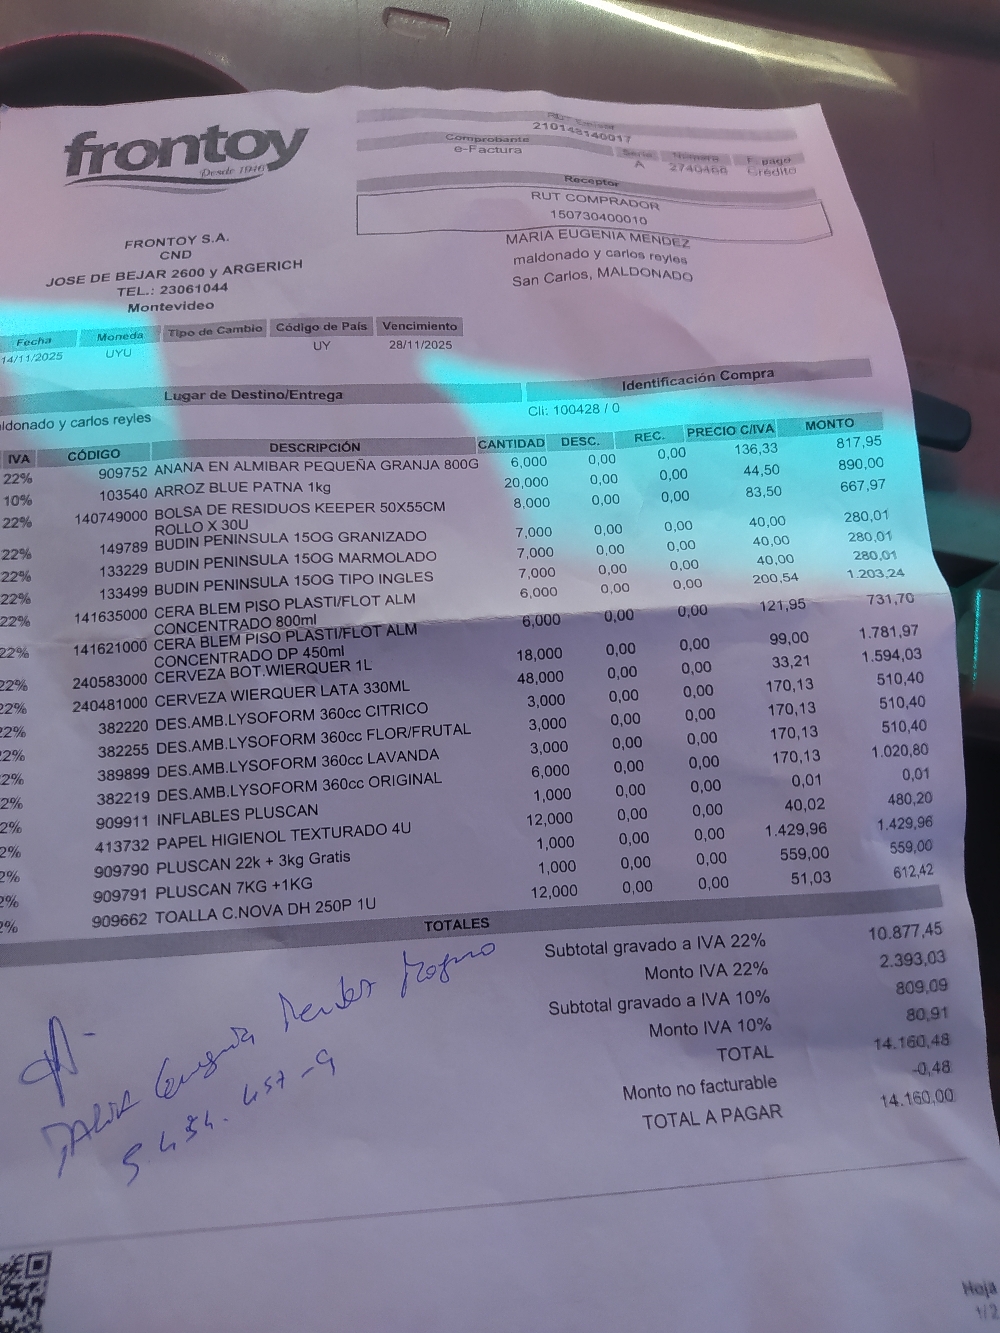 frontoy
Desde 1946
210148140017
Comprobante
e-Factura
Serie Número F. pago
A 2740468 Crédito
Receptor
RUT COMPRADOR
150730400010
MARIA EUGENIA MENDEZ
maldonado y carlos reyles
San Carlos, MALDONADO
FRONTOY S.A.
CND
JOSE DE BEJAR 2600 y ARGERICH
TEL.: 23061044
Montevideo
Fecha Moneda Tipo de Cambio Código de País Vencimiento
14/11/2025 UYU UY 28/11/2025
Lugar de Destino/Entrega Identificación Compra
ldonado y carlos reyles Cli: 100428 / 0
IVA CÓDIGO DESCRIPCIÓN CANTIDAD DESC. REC. PRECIO C/IVA MONTO
22% 909752 ANANA EN ALMIBAR PEQUEÑA GRANJA 800G 6,000 0,00 0,00 136,33 817,95
10% 103540 ARROZ BLUE PATNA 1kg 20,000 0,00 0,00 44,50 890,00
22% 140749000 BOLSA DE RESIDUOS KEEPER 50X55CM 8,000 0,00 0,00 83,50 667,97
ROLLO X 30U
22% 149789 BUDIN PENINSULA 15OG GRANIZADO 7,000 0,00 0,00 40,00 280,01
22% 133229 BUDIN PENINSULA 15OG MARMOLADO 7,000 0,00 0,00 40,00 280,01
22% 133499 BUDIN PENINSULA 15OG TIPO INGLES 7,000 0,00 0,00 40,00 280,01
22% 141635000 CERA BLEM PISO PLASTI/FLOT ALM 6,000 0,00 0,00 200,54 1.203,24
CONCENTRADO 800ml
22% 141621000 CERA BLEM PISO PLASTI/FLOT ALM 6,000 0,00 0,00 121,95 731,70
CONCENTRADO DP 450ml
22% 240583000 CERVEZA BOT.WIERQUER 1L 18,000 0,00 0,00 99,00 1.781,97
22% 240481000 CERVEZA WIERQUER LATA 330ML 48,000 0,00 0,00 33,21 1.594,03
22% 382220 DES.AMB.LYSOFORM 360cc CITRICO 3,000 0,00 0,00 170,13 510,40
2% 382255 DES.AMB.LYSOFORM 360cc FLOR/FRUTAL 3,000 0,00 0,00 170,13 510,40
2% 389899 DES.AMB.LYSOFORM 360cc LAVANDA 3,000 0,00 0,00 170,13 510,40
2% 382219 DES.AMB.LYSOFORM 360cc ORIGINAL 6,000 0,00 0,00 170,13 1.020,80
2% 909911 INFLABLES PLUSCAN 1,000 0,00 0,00 0,01 0,01
2% 413732 PAPEL HIGIENOL TEXTURADO 4U 12,000 0,00 0,00 40,02 480,20
2% 909790 PLUSCAN 22k + 3kg Gratis 1,000 0,00 0,00 1.429,96 1.429,96
2% 909791 PLUSCAN 7KG +1KG 1,000 0,00 0,00 559,00 559,00
2% 909662 TOALLA C.NOVA DH 250P 1U 12,000 0,00 0,00 51,03 612,42
TOTALES
Subtotal gravado a IVA 22% 10.877,45
Monto IVA 22% 2.393,03
Subtotal gravado a IVA 10% 809,09
Monto IVA 10% 80,91
TOTAL 14.160,48
Monto no facturable -0,48
TOTAL A PAGAR 14.160,00
Eugenia Mendez
5.454.457-9
Hoja
1/2